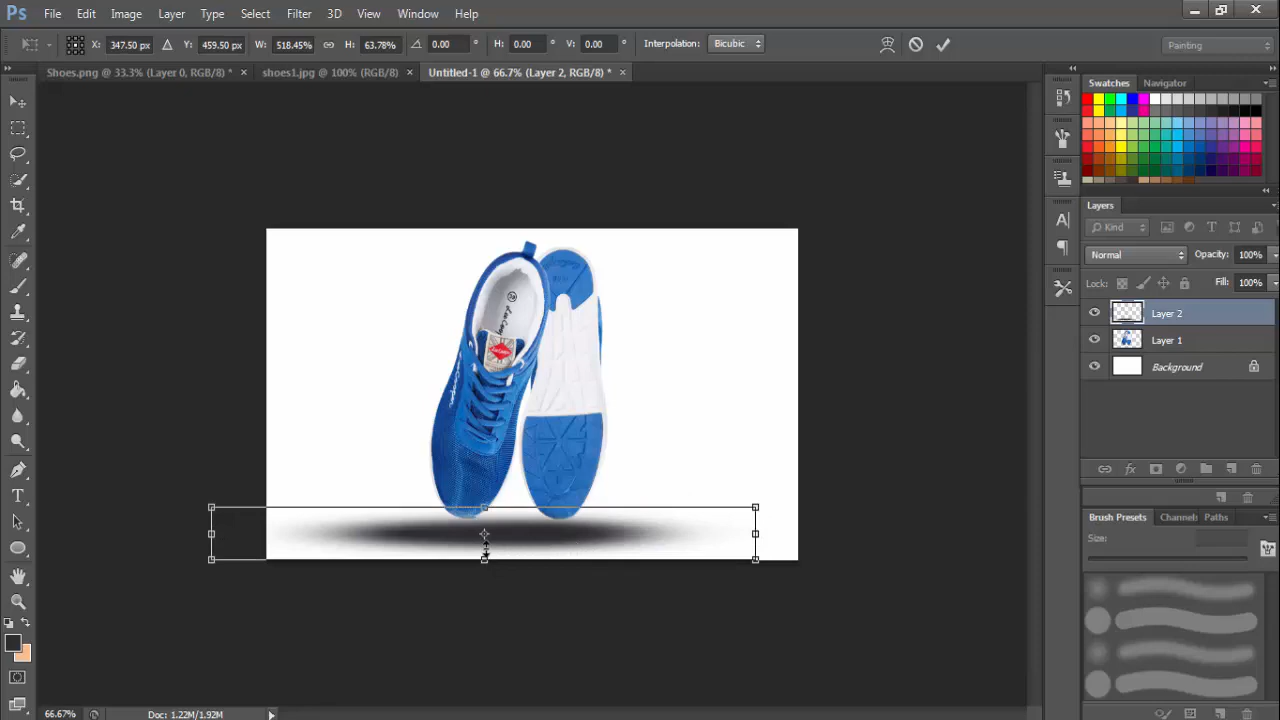 Ps File Edit Image Layer Type Select Filter 3D View Window Help
X: 347.50 px Y: 459.50 px W: 518.45% H: 63.78% 0.00 ° H: 0.00 ° V: 0.00 ° Interpolation: Bicubic Painting
Shoes.png @ 33.3% (Layer 0, RGB/8) * × shoes1.jpg @ 100% (RGB/8) × Untitled-1 @ 66.7% (Layer 2, RGB/8) * ×
Swatches Navigator
Layers
Kind
Normal Opacity: 100%
Lock: Fill: 100%
Layer 2
Layer 1
Background
Brush Presets Channels Paths
Size:
66.67% Doc: 1.22M/1.92M